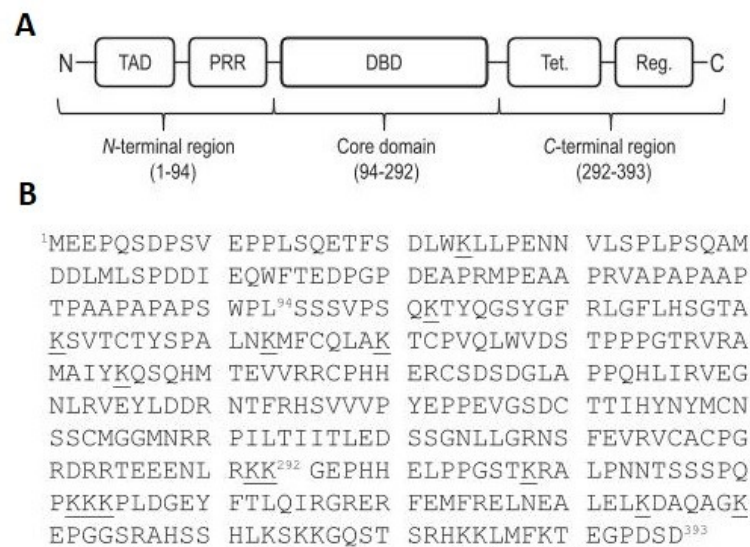 A
N TAD PRR DBD Tet. Reg. C
N-terminal region Core domain C-terminal region
(1-94) (94-292) (292-393)
B
1MEEPQSDPSV EPPLSQETFS DLWKLLPENN VLSPLPSQAM
DDLMLSPDDI EQWFTEDPGP DEAPRMPEAA PRVAPAPAAP
TPAAPAPAPS WPL94SSSVPS QKTYQGSYGF RLGFLHSGTA
KSVTCTYSPA LNKMFCQLAK TCPVQLWVDS TPPPGTRVRA
MAIYKQSQHM TEVVRRCPHH ERCSDSDGLA PPQHLIRVEG
NLRVEYLDDR NTFRHSVVVP YEPPEVGSDC TTIHYNYMCN
SSCMGGMNRR PILTIITLED SSGNLLGRNS FEVRVCACPG
RDRRTEEENL RKK292 GEPHH ELPPGSTKRA LPNNTSSSPQ
PKKKPLDGEY FTLQIRGRER FEMFRELNEA LELKDAQAGK
EPGGSRAHSS HLKSKKGQST SRHKKLMFKT EGPDSD393